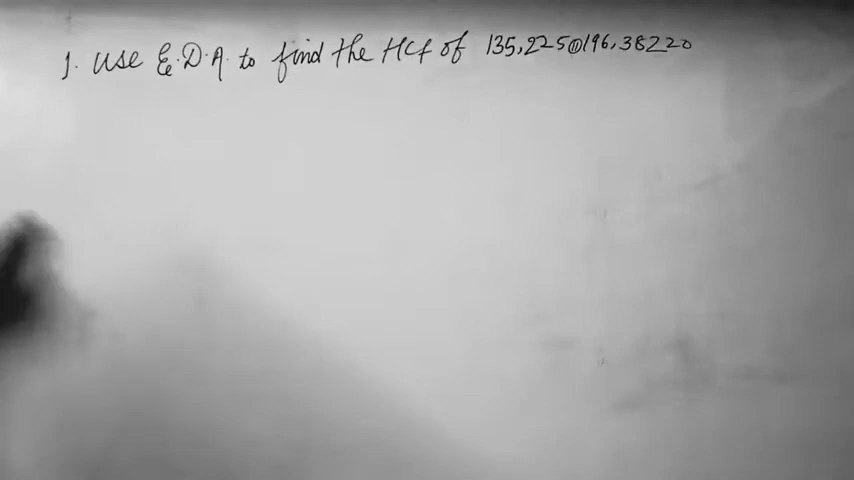 1. Use E.D.A. to find the HCF of 135,225 ⓘ 196,38220